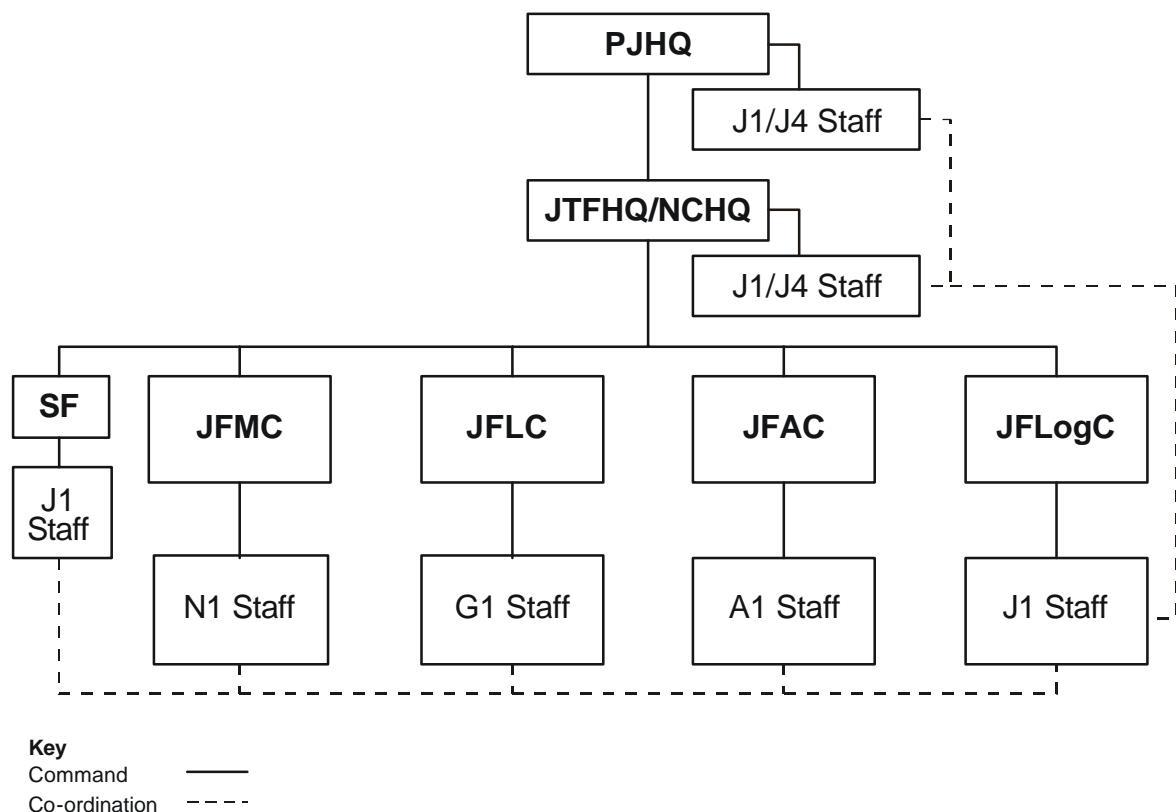 PJHQ
J1/J4 Staff
JTFHQ/NCHQ
J1/J4 Staff
SF
JFMC
JFLC
JFAC
JFLogC
J1
Staff
N1 Staff
G1 Staff
A1 Staff
J1 Staff
Key
Command
Co-ordination